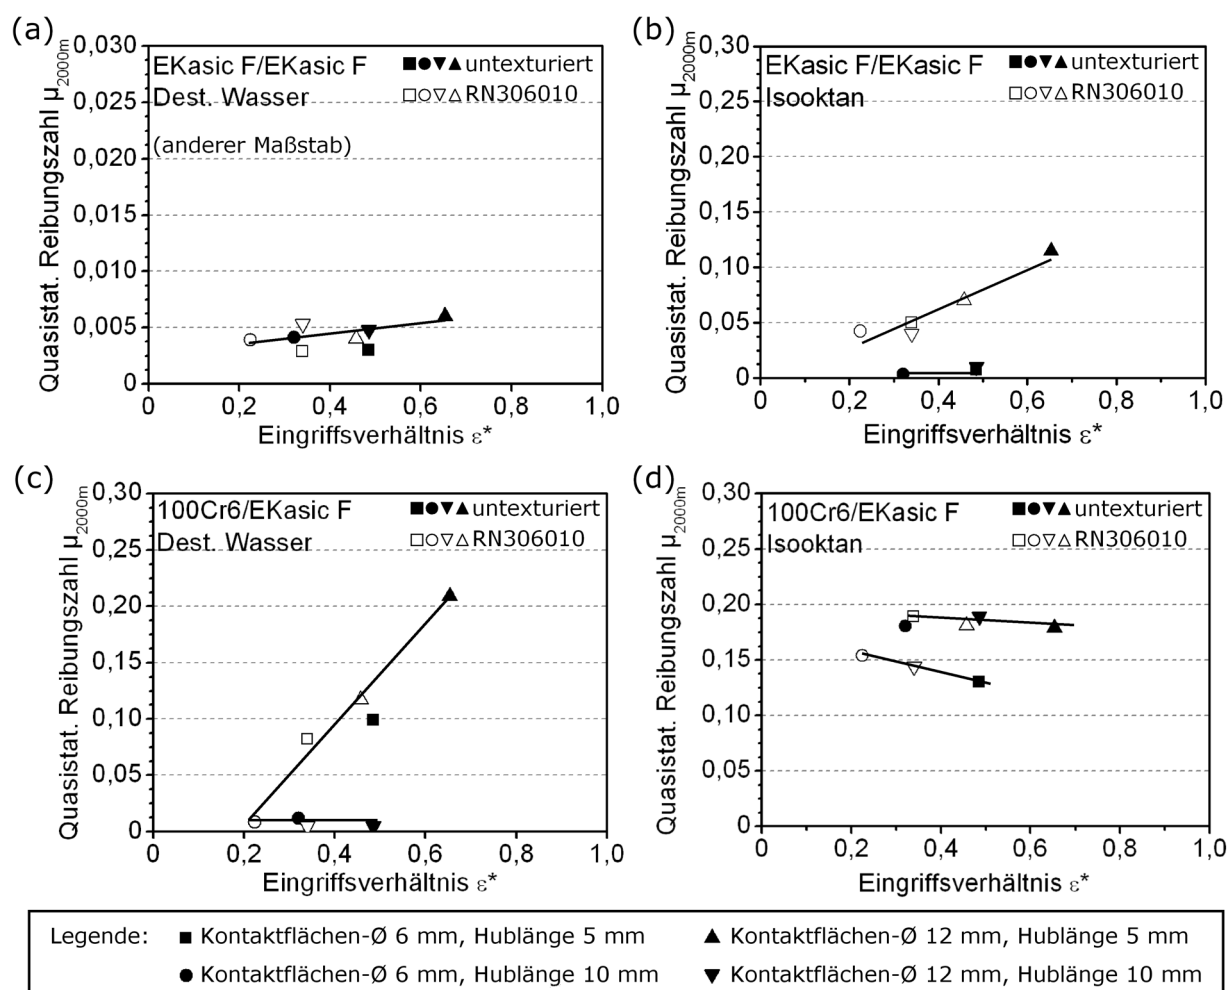 (a)
Quasistat. Reibungszahl μ2000m
0,030
0,025
0,020
0,015
0,010
0,005
0
EKasic F/EKasic F
Dest. Wasser
(anderer Maßstab)
■●▼▲untexturiert
□○▽△RN306010
0 0,2 0,4 0,6 0,8 1,0
Eingriffsverhältnis ε*
(b)
Quasistat. Reibungszahl μ2000m
0,30
0,25
0,20
0,15
0,10
0,05
0
EKasic F/EKasic F
Isooktan
■●▼▲untexturiert
□○▽△RN306010
0 0,2 0,4 0,6 0,8 1,0
Eingriffsverhältnis ε*
(c)
Quasistat. Reibungszahl μ2000m
0,30
0,25
0,20
0,15
0,10
0,05
0
100Cr6/EKasic F
Dest. Wasser
■●▼▲untexturiert
□○▽△RN306010
0 0,2 0,4 0,6 0,8 1,0
Eingriffsverhältnis ε*
(d)
Quasistat. Reibungszahl μ2000m
0,30
0,25
0,20
0,15
0,10
0,05
0
100Cr6/EKasic F
Isooktan
■●▼▲untexturiert
□○▽△RN306010
0 0,2 0,4 0,6 0,8 1,0
Eingriffsverhältnis ε*
Legende: ■ Kontaktflächen-Ø 6 mm, Hublänge 5 mm ▲ Kontaktflächen-Ø 12 mm, Hublänge 5 mm
● Kontaktflächen-Ø 6 mm, Hublänge 10 mm ▼ Kontaktflächen-Ø 12 mm, Hublänge 10 mm